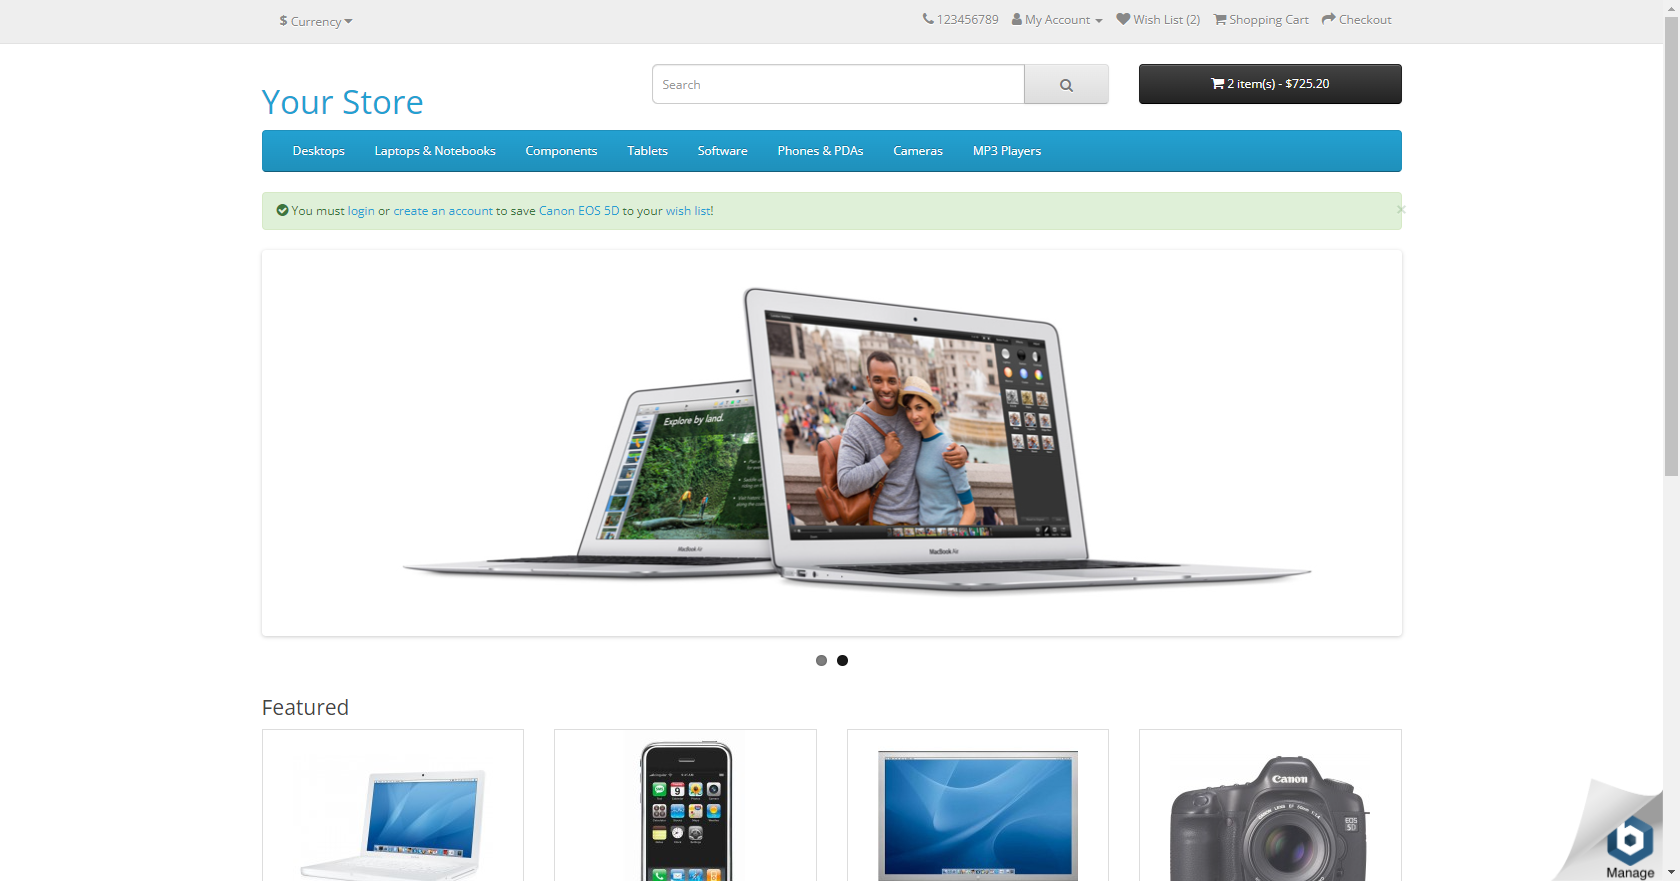 $ Currency
123456789 My Account Wish List (2) Shopping Cart Checkout
Your Store
Search
2 item(s) - $725.20
Desktops Laptops & Notebooks Components Tablets Software Phones & PDAs Cameras MP3 Players
You must login or create an account to save Canon EOS 5D to your wish list!
×
Explore by land.
MacBook Air
MacBook Air
Featured
Canon
EOS
5D
Manage